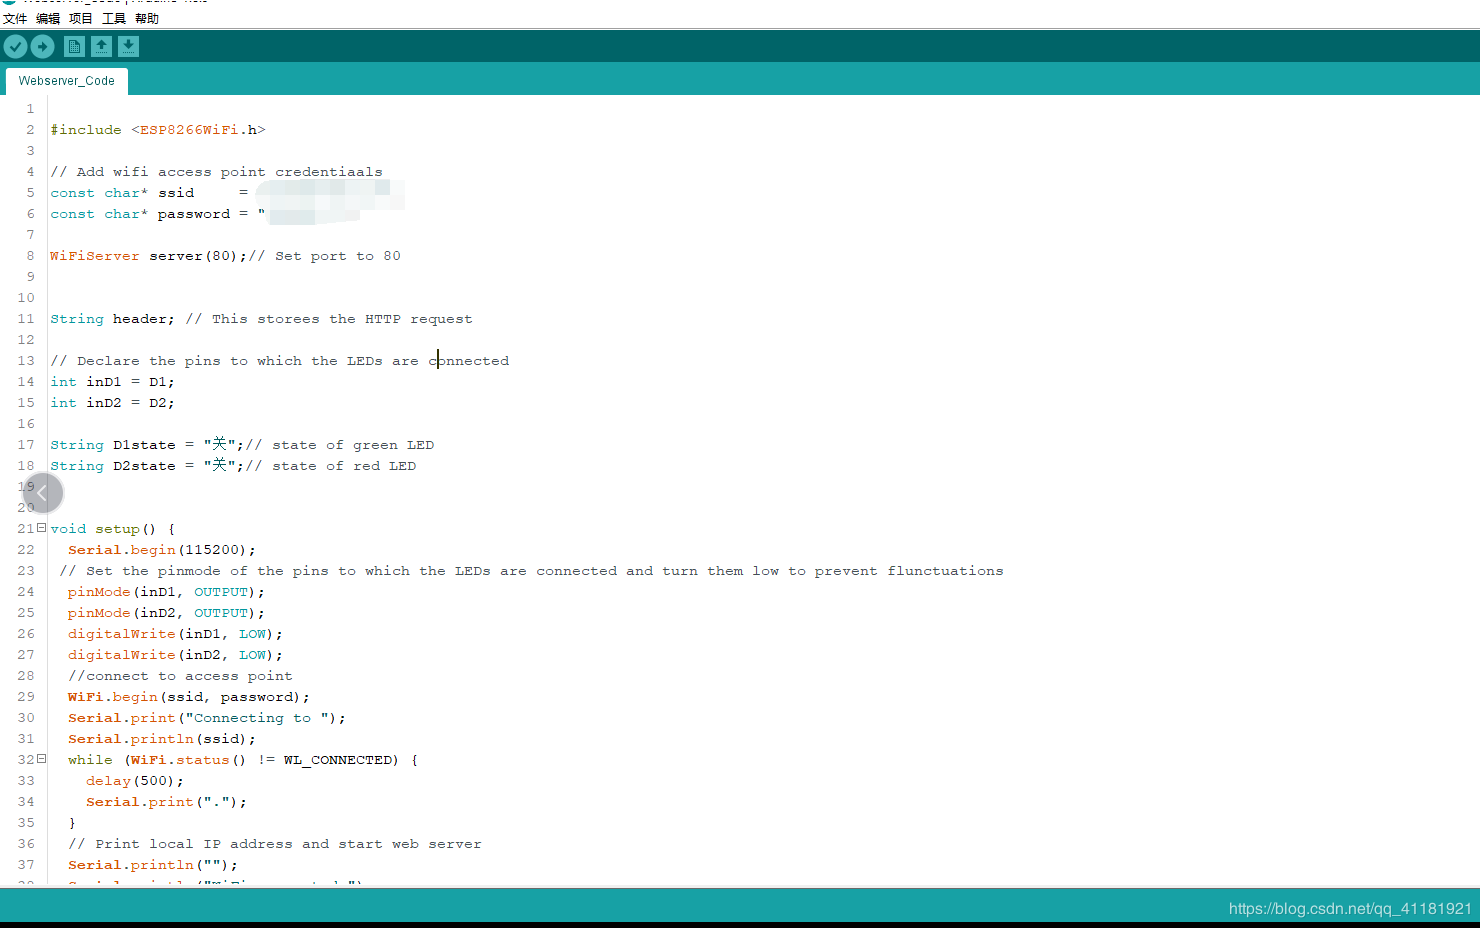 文件 编辑 项目 工具 帮助
Webserver_Code
1
2 #include <ESP8266WiFi.h>
3
4 // Add wifi access point credentiaals
5 const char* ssid     =
6 const char* password = "
7
8 WiFiServer server(80);// Set port to 80
9
10
11 String header; // This storees the HTTP request
12
13 // Declare the pins to which the LEDs are connected
14 int inD1 = D1;
15 int inD2 = D2;
16
17 String D1state = "关";// state of green LED
18 String D2state = "关";// state of red LED
19
20
21 void setup() {
22   Serial.begin(115200);
23  // Set the pinmode of the pins to which the LEDs are connected and turn them low to prevent flunctuations
24   pinMode(inD1, OUTPUT);
25   pinMode(inD2, OUTPUT);
26   digitalWrite(inD1, LOW);
27   digitalWrite(inD2, LOW);
28   //connect to access point
29   WiFi.begin(ssid, password);
30   Serial.print("Connecting to ");
31   Serial.println(ssid);
32   while (WiFi.status() != WL_CONNECTED) {
33     delay(500);
34     Serial.print(".");
35   }
36   // Print local IP address and start web server
37   Serial.println("");
https://blog.csdn.net/qq_41181921